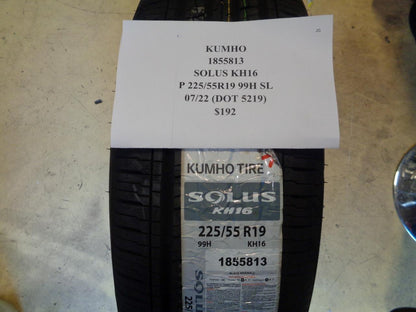 KUMHO
1855813
SOLUS KH16
P 225/55R19 99H SL
07/22 (DOT 5219)
$192
KUMHO TIRE
SOLUS
KH16
225/55 R19
99H KH16
1855813